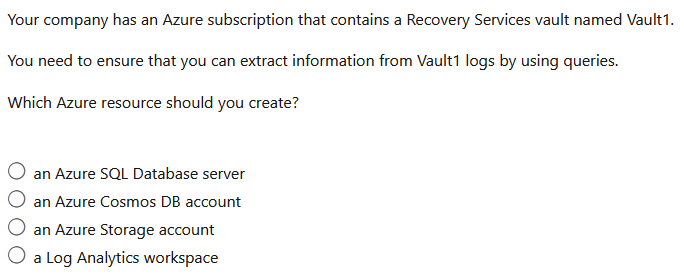 Your company has an Azure subscription that contains a Recovery Services vault named Vault1.
You need to ensure that you can extract information from Vault1 logs by using queries.
Which Azure resource should you create?
an Azure SQL Database server
an Azure Cosmos DB account
an Azure Storage account
a Log Analytics workspace